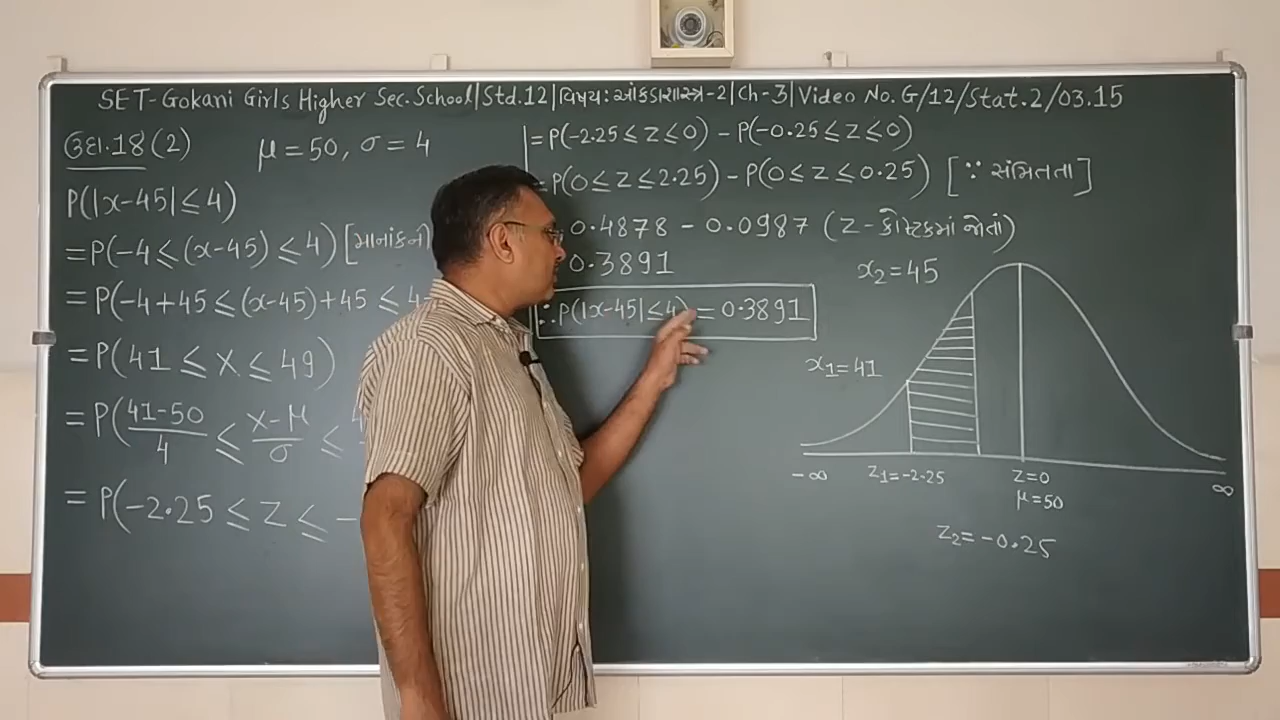 SET-Gokani Girls Higher Sec. School | Std.12 | વિષય: આંકડાશાસ્ત્ર-2 | Ch-3 | Video No. G/12/Stat.2/03.15
ઉદા.18 (2) μ = 50, σ = 4
P(|x-45| ≤ 4)
= P(-4 ≤ (x-45) ≤ 4)
= P(-4+45 ≤ (x-45)+45 ≤ 4
= P(41 ≤ x ≤ 49)
= P(41-50/4 ≤ x-μ/σ ≤
= P(-2.25 ≤ z ≤ -
= P(-2.25 ≤ z ≤ 0) - P(-0.25 ≤ z ≤ 0)
= P(0 ≤ z ≤ 2.25) - P(0 ≤ z ≤ 0.25) [∵ સંમિતતા]
0.4878 - 0.0987 (z-કોષ્ટકમાં જોતાં)
0.3891
∴ P(|x-45| ≤ 4) = 0.3891
x2=45
x1=41
-∞ z1=-2.25 z=0 ∞
μ=50
z2=-0.25